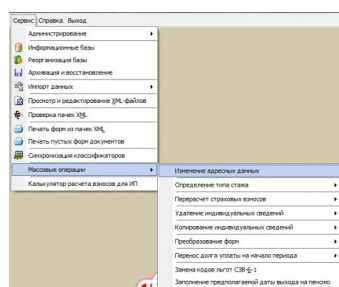 Сервис Справка Выход
Администрирование
Информационные базы
Реорганизация базы
Архивация и восстановление
Импорт данных
Просмотр и редактирование XML-файлов
Проверка пачек XML
Печать форм из пачек XML
Печать пустых форм документов
Синхронизация классификаторов
Массовые операции
Калькулятор расчета взносов для ИП
Изменение адресных данных
Определение типа стажа
Перерасчет страховых взносов
Удаление индивидуальных сведений
Копирование индивидуальных сведений
Преобразование форм
Перенос долга уплаты на начало периода
Замена кодов льгот СЗВ-6-1
Заполнение предполагаемой даты выхода на пенсию